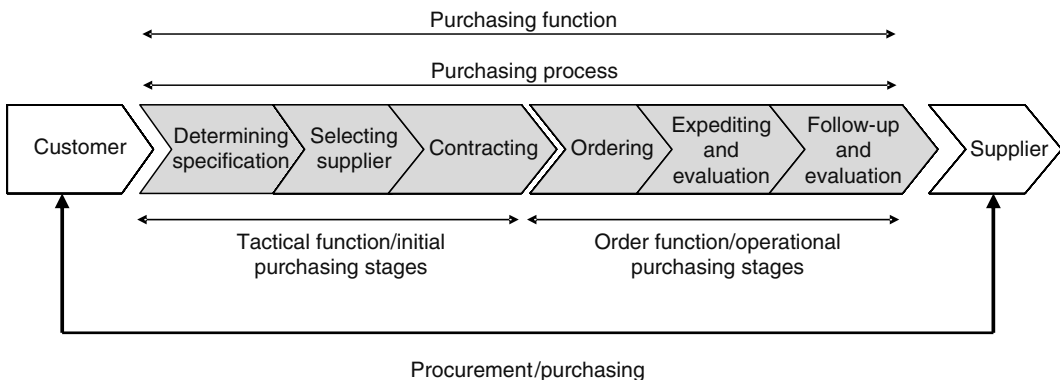 Purchasing function
Purchasing process
Customer
Determining
specification
Selecting
supplier
Contracting
Ordering
Expediting
and
evaluation
Follow-up
and
evaluation
Supplier
Tactical function/initial
purchasing stages
Order function/operational
purchasing stages
Procurement/purchasing